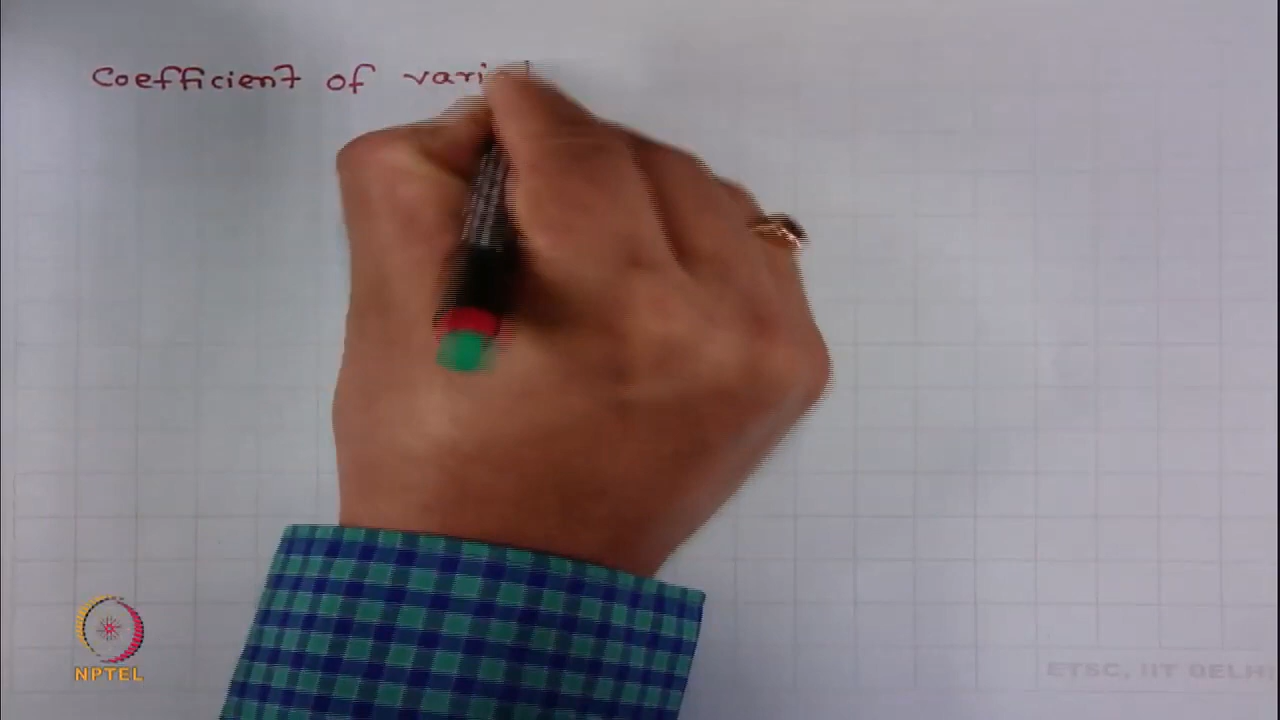 Coefficient of vari
NPTEL
ETSC, IIT DELHI